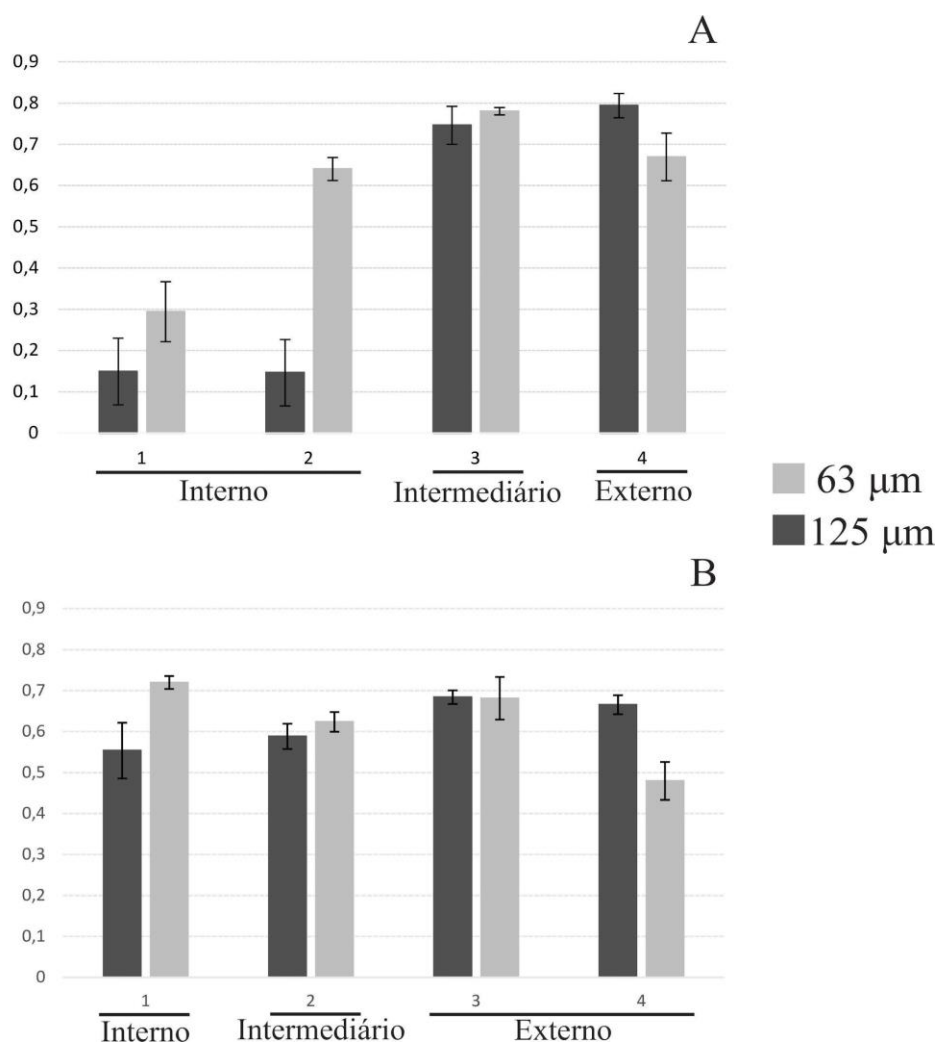 A
0,9
0,8
0,7
0,6
0,5
0,4
0,3
0,2
0,1
0
1 2 3 4
Interno Intermediário Externo
63 µm
125 µm
B
0,9
0,8
0,7
0,6
0,5
0,4
0,3
0,2
0,1
0
1 2 3 4
Interno Intermediário Externo